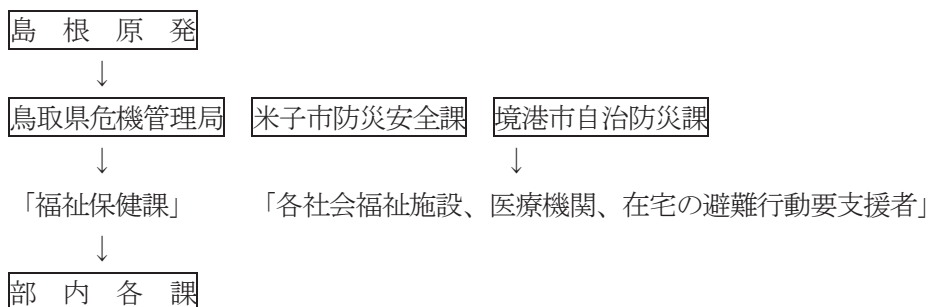 島　根　原　発
↓
鳥取県危機管理局　米子市防災安全課　境港市自治防災課
↓　↓
「福祉保健課」　「各社会福祉施設、医療機関、在宅の避難行動要支援者」
↓
部　内　各　課